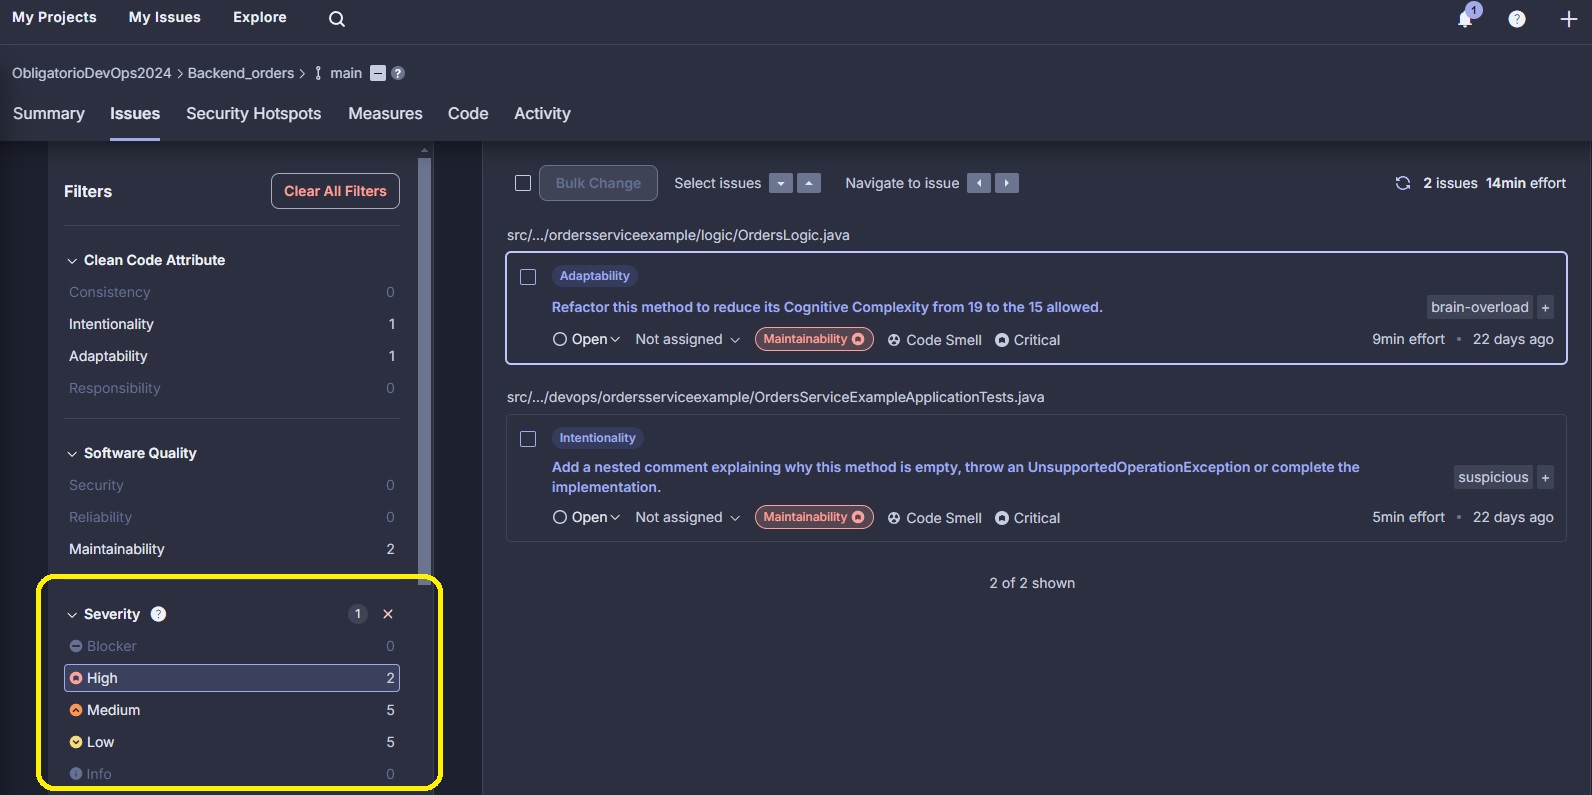 My Projects My Issues Explore
1
?
ObligatorioDevOps2024 > Backend_orders > main ?
Summary Issues Security Hotspots Measures Code Activity
Filters Clear All Filters
Clean Code Attribute
Consistency 0
Intentionality 1
Adaptability 1
Responsibility 0
Software Quality
Security 0
Reliability 0
Maintainability 2
Severity ? 1 ×
Blocker 0
High 2
Medium 5
Low 5
Info 0
Bulk Change Select issues Navigate to issue 2 issues 14min effort
src/.../ordersserviceexample/logic/OrdersLogic.java
Adaptability
Refactor this method to reduce its Cognitive Complexity from 19 to the 15 allowed. brain-overload +
Open Not assigned Maintainability Code Smell Critical 9min effort • 22 days ago
src/.../devops/ordersserviceexample/OrdersServiceExampleApplicationTests.java
Intentionality
Add a nested comment explaining why this method is empty, throw an UnsupportedOperationException or complete the
implementation. suspicious +
Open Not assigned Maintainability Code Smell Critical 5min effort • 22 days ago
2 of 2 shown